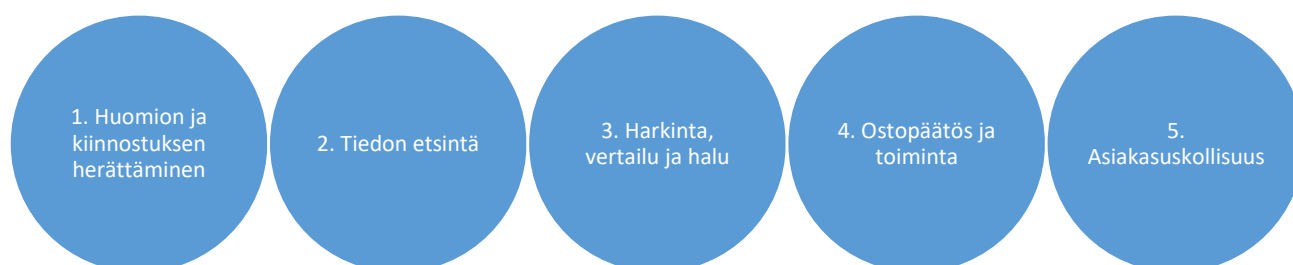 1. Huomion ja
kiinnostuksen
herättäminen
2. Tiedon etsintä
3. Harkinta,
vertailu ja halu
4. Ostopäätös ja
toiminta
5.
Asiakasuskollisuus